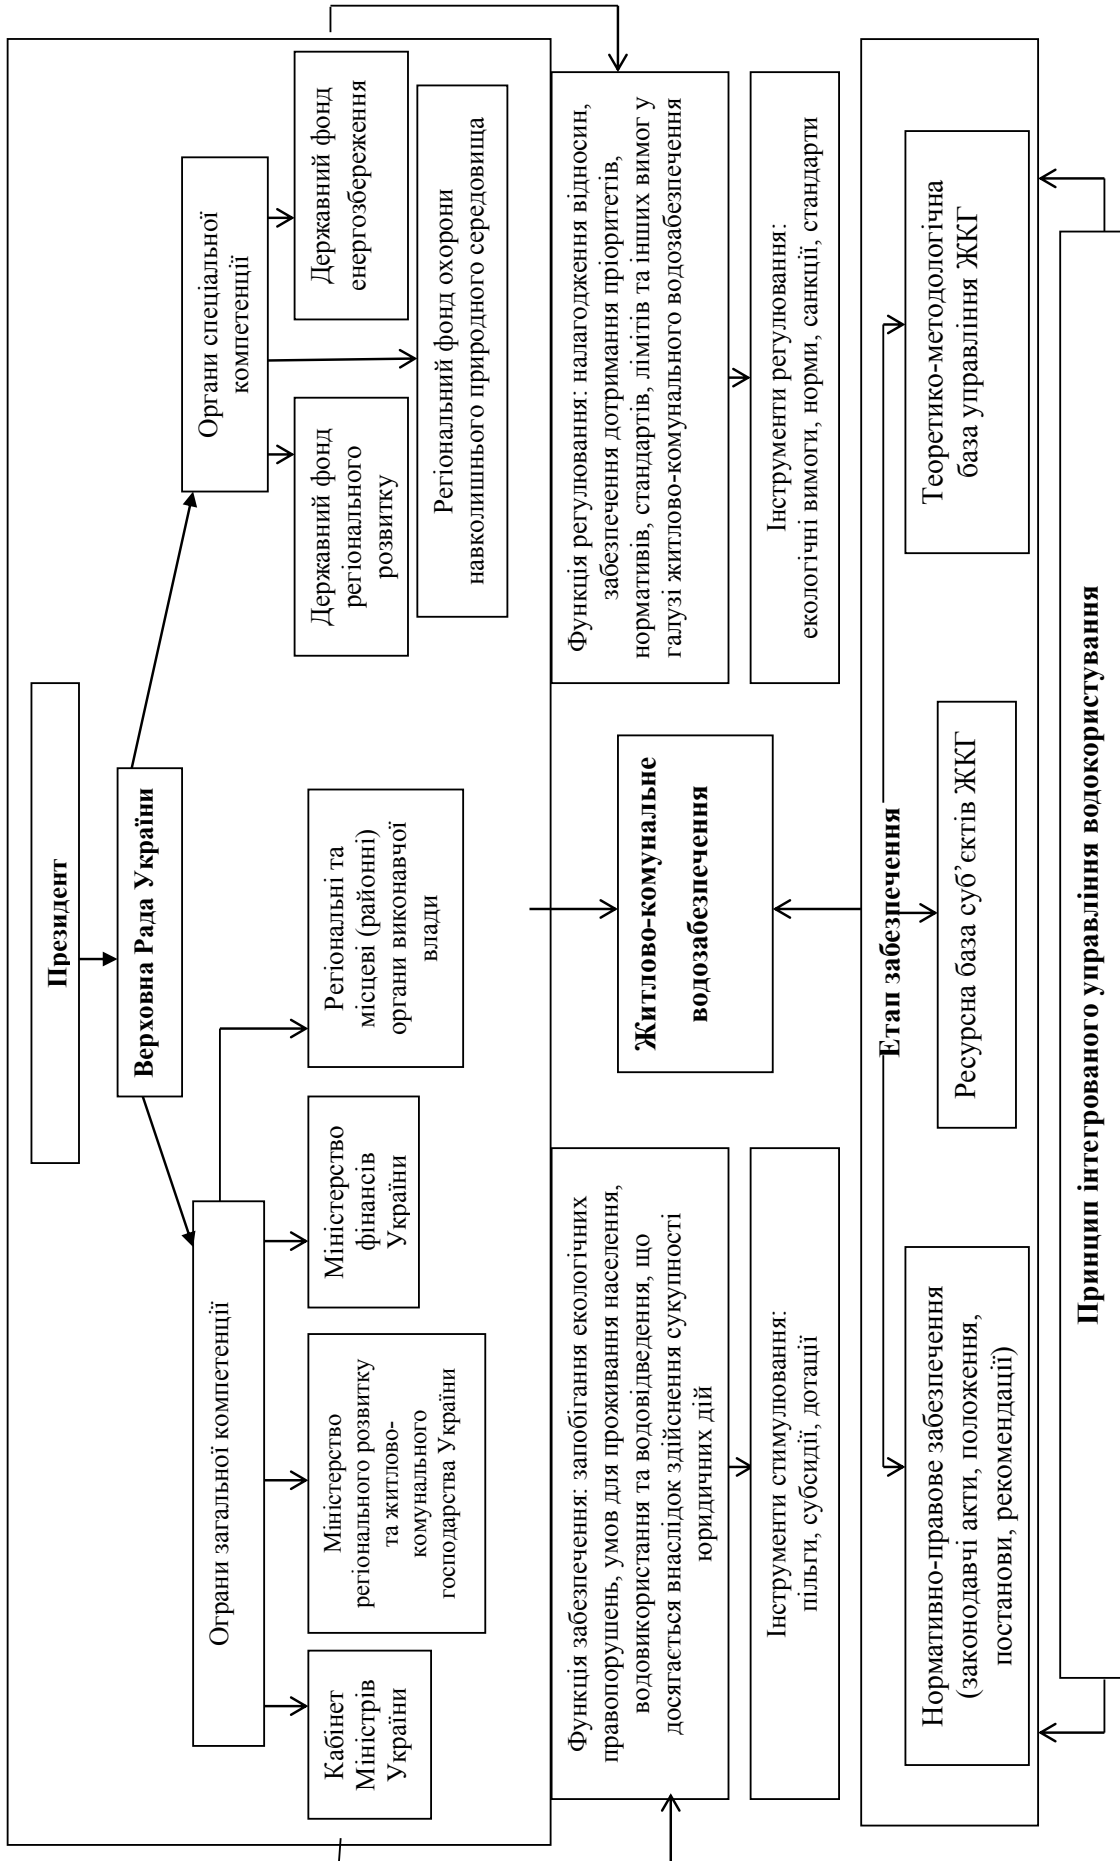 Президент
Верховна Рада України
Ограни загальної компетенції
Органи спеціальної
компетенції
Кабінет
Міністрів
України
Міністерство
регіонального розвитку
та житлово-
комунального
господарства України
Міністерство
фінансів
України
Регіональні та
місцеві (районні)
органи виконавчої
влади
Державний фонд
регіонального
розвитку
Державний фонд
енергозбереження
Регіональний фонд охорони
навколишнього природного середовища
Функція забезпечення: запобігання екологічних
правопорушень, умов для проживання населення,
водовикористання та водовідведення, що
досягається внаслідок здійснення сукупності
юридичних дій
Житлово-комунальне
водозабезпечення
Функція регулювання: налагодження відносин,
забезпечення дотримання пріоритетів,
нормативів, стандартів, лімітів та інших вимог у
галузі житлово-комунального водозабезпечення
Інструменти стимулювання:
пільги, субсидії, дотації
Інструменти регулювання:
екологічні вимоги, норми, санкції, стандарти
Етап забезпечення
Нормативно-правове забезпечення
(законодавчі акти, положення,
постанови, рекомендації)
Ресурсна база суб’єктів ЖКГ
Теоретико-методологічна
база управління ЖКГ
Принцип інтегрованого управління водокористування